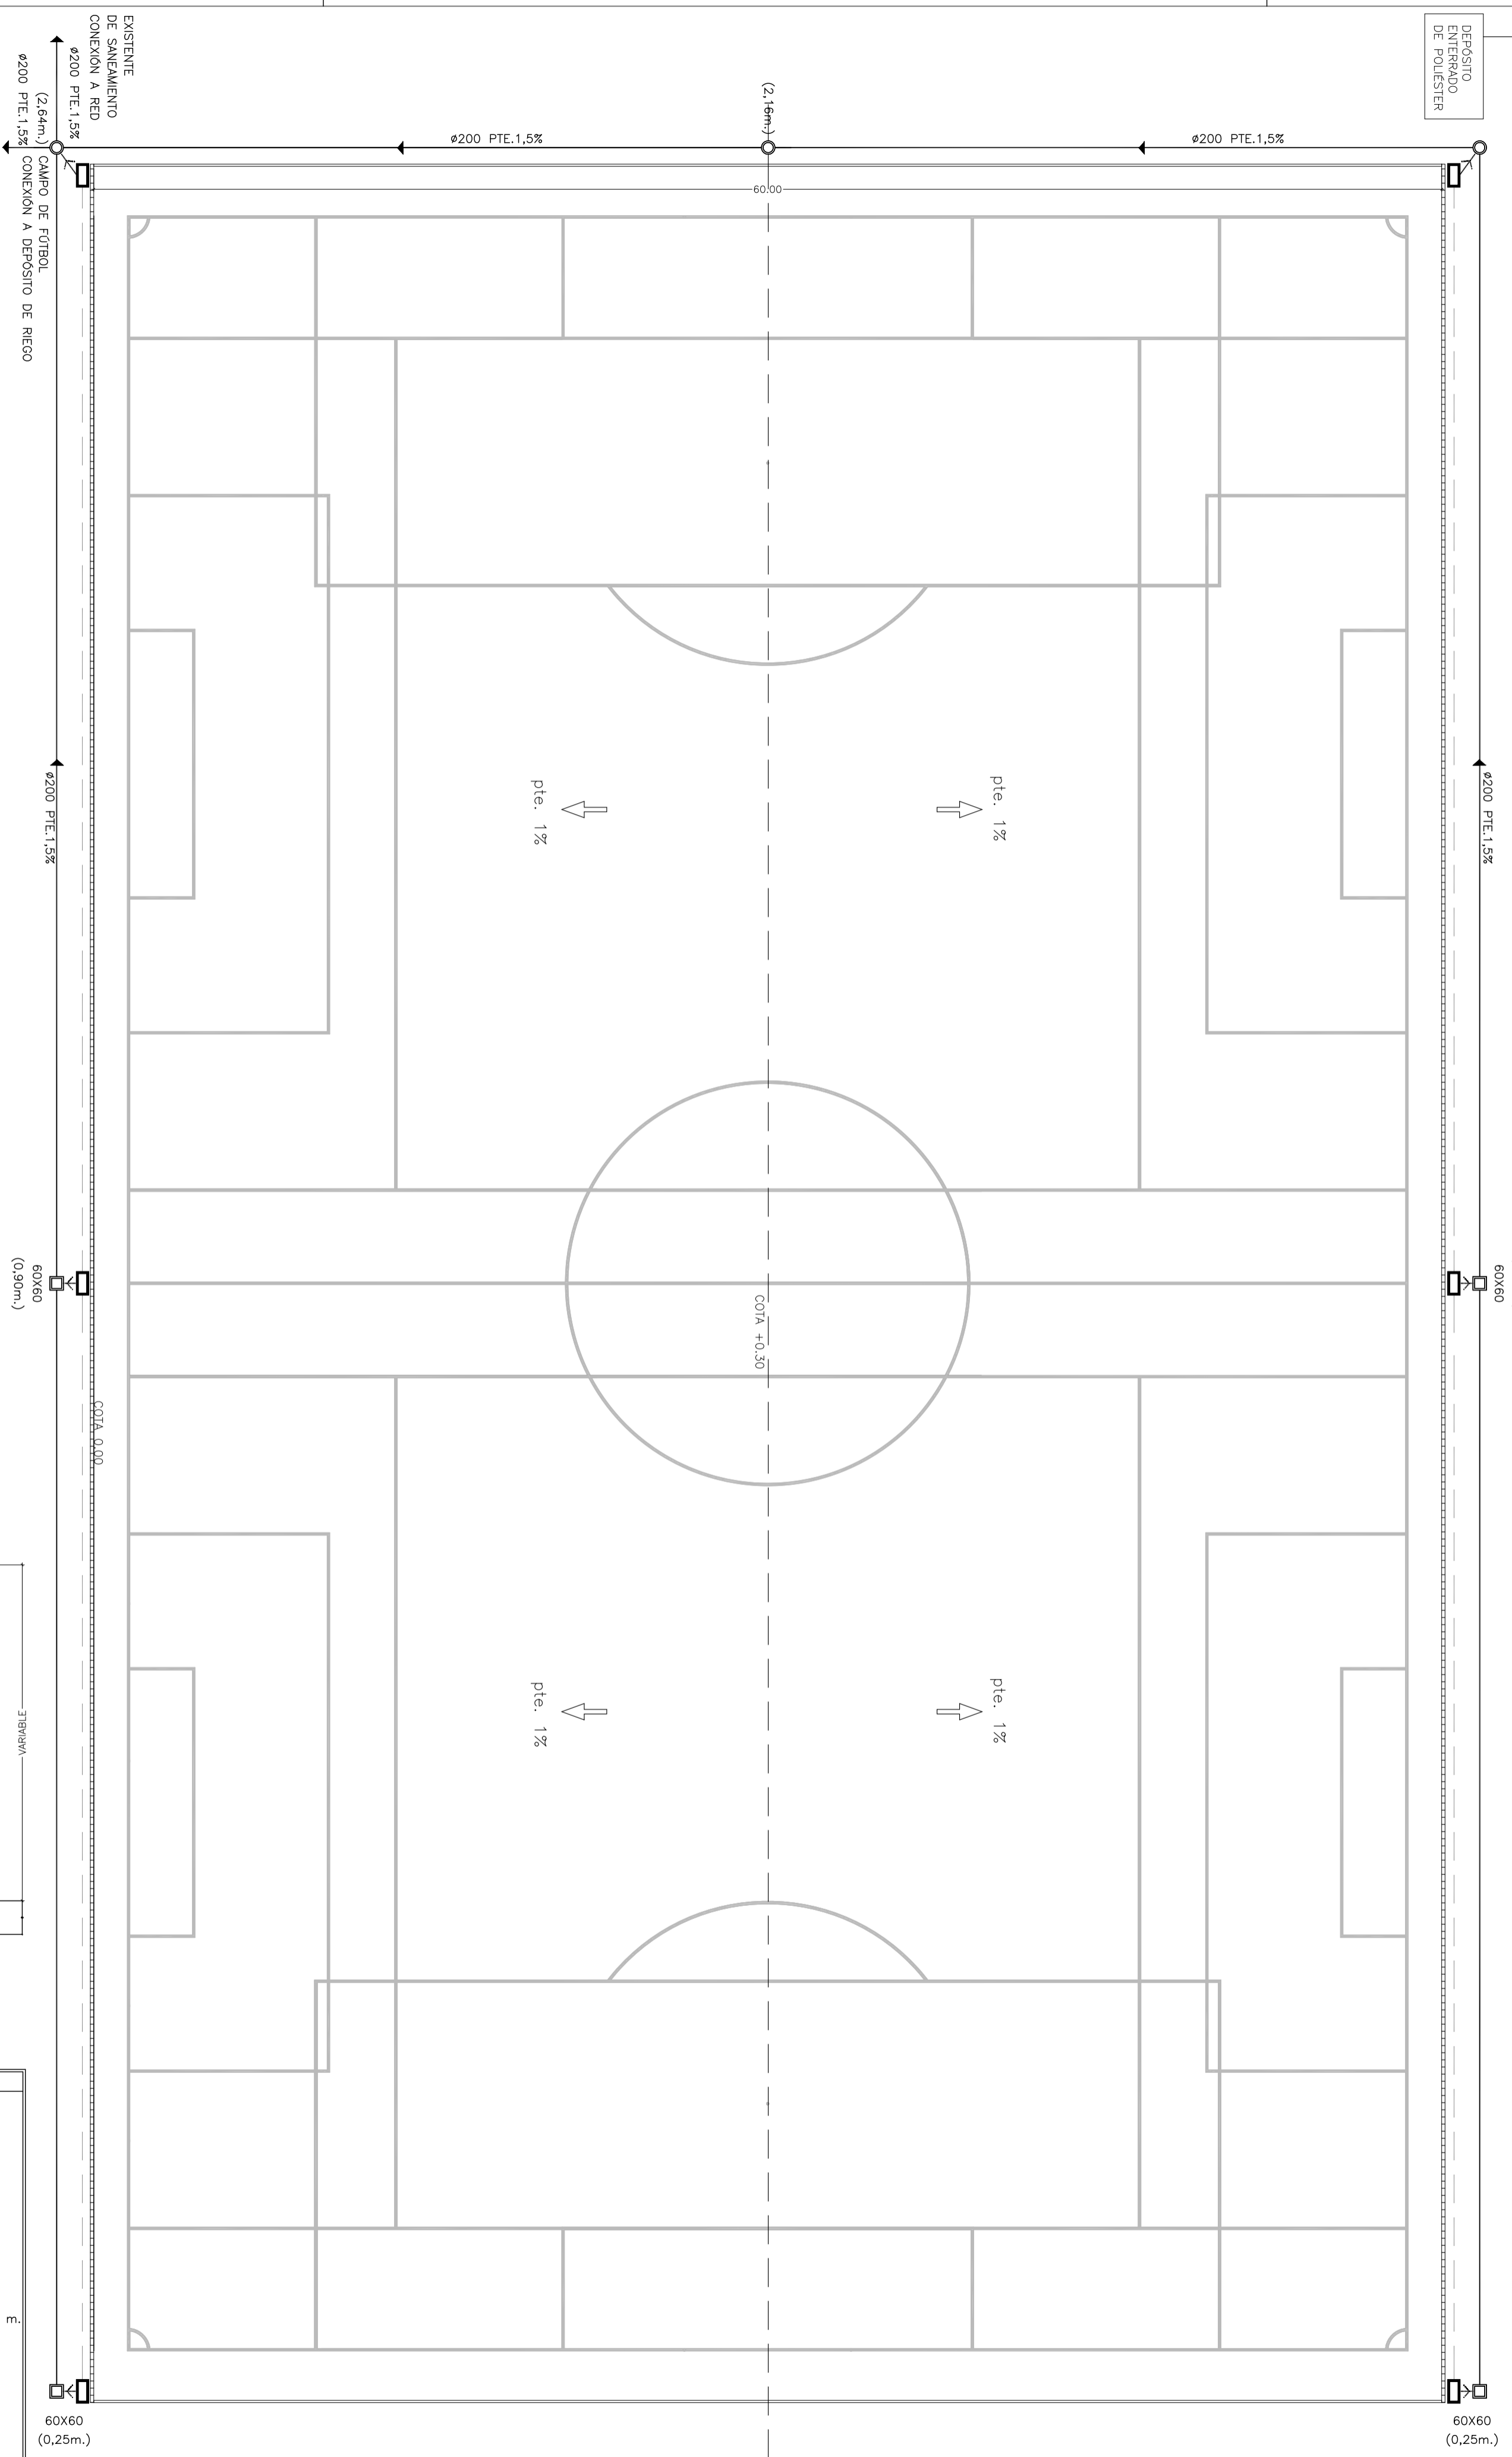 DEPÓSITO
ENTERRADO
DE POLIÉSTER
EXISTENTE
DE SANEAMIENTO
CONEXIÓN A RED
ø200 PTE.1,5%
(2,64m.)
ø200 PTE.1,5%
CAMPO DE FÚTBOL
CONEXIÓN A DEPÓSITO DE RIEGO
ø200 PTE.1,5%
(2,16m.)
ø200 PTE.1,5%
60.00
pte. 1%
pte. 1%
ø200 PTE.1,5%
ø200 PTE.1,5%
60X60
60X60
(0,90m.)
COTA +0.30
COTA 0.00
pte. 1%
pte. 1%
VARIABLE
m.
60X60
(0,25m.)
60X60
(0,25m.)